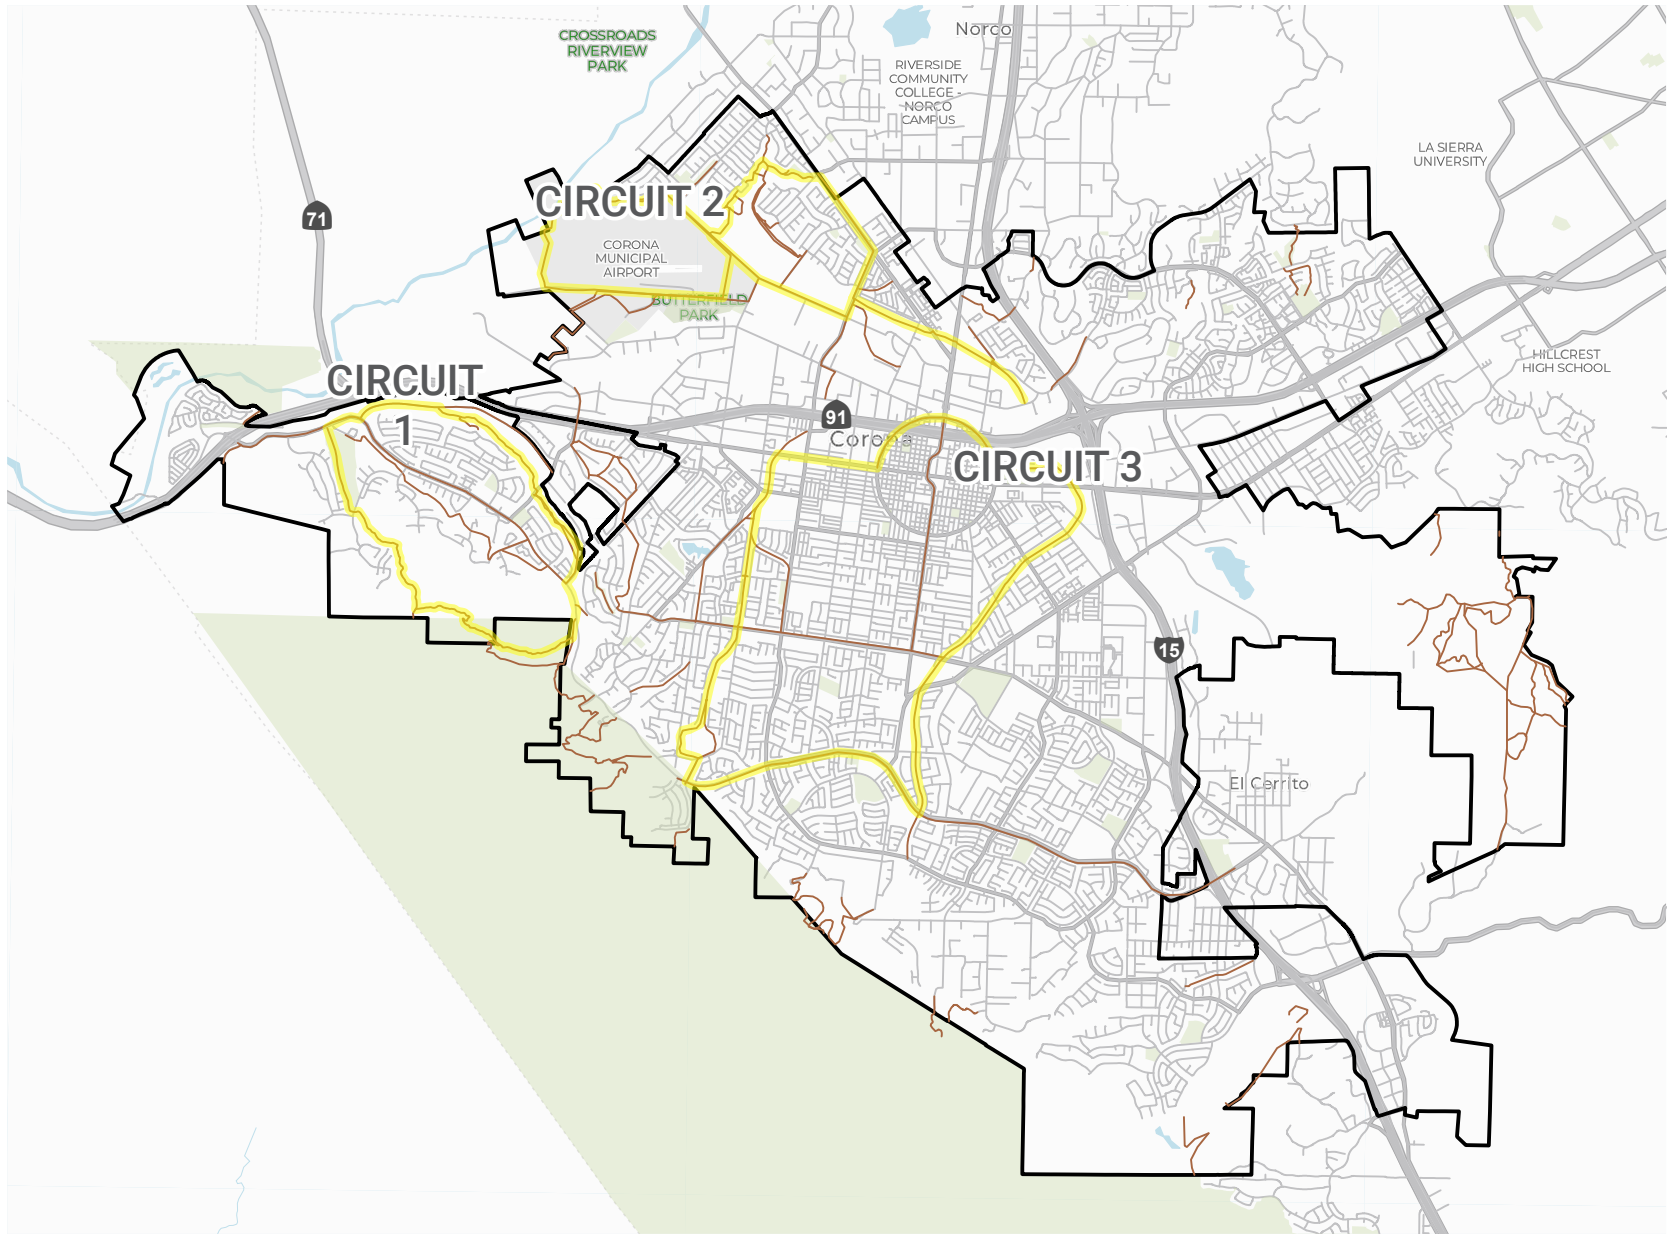 Norco
CROSSROADS
RIVERVIEW
PARK
RIVERSIDE
COMMUNITY
COLLEGE -
NORCO
CAMPUS
LA SIERRA
UNIVERSITY
CIRCUIT 2
71
CORONA
MUNICIPAL
AIRPORT
BUTTERFIELD
PARK
HILLCREST
HIGH SCHOOL
CIRCUIT
1
91
Corona
CIRCUIT 3
15
El Cerrito